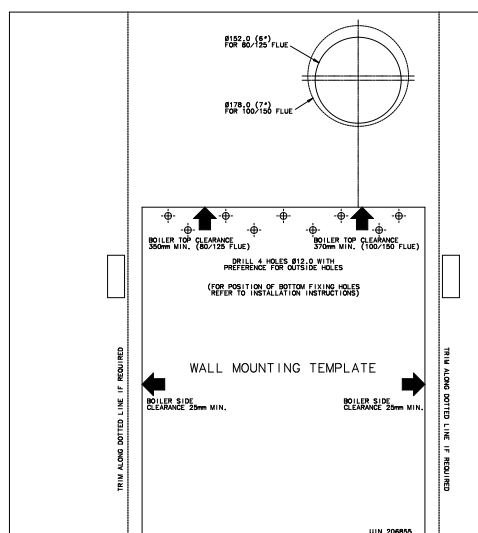 Ø152.0 (6")
FOR 80/125 FLUE
Ø178.0 (7")
FOR 100/150 FLUE
BOILER TOP CLEARANCE
350mm MIN. (80/125 FLUE)
BOILER TOP CLEARANCE
370mm MIN. (100/150 FLUE)
DRILL 4 HOLES Ø12.0 WITH
PREFERENCE FOR OUTSIDE HOLES
(FOR POSITION OF BOTTOM FIXING HOLES
REFER TO INSTALLATION INSTRUCTIONS)
WALL MOUNTING TEMPLATE
BOILER SIDE
CLEARANCE 25mm MIN.
BOILER SIDE
CLEARANCE 25mm MIN.
TRIM ALONG DOTTED LINE IF REQUIRED
TRIM ALONG DOTTED LINE IF REQUIRED
UIN 206855